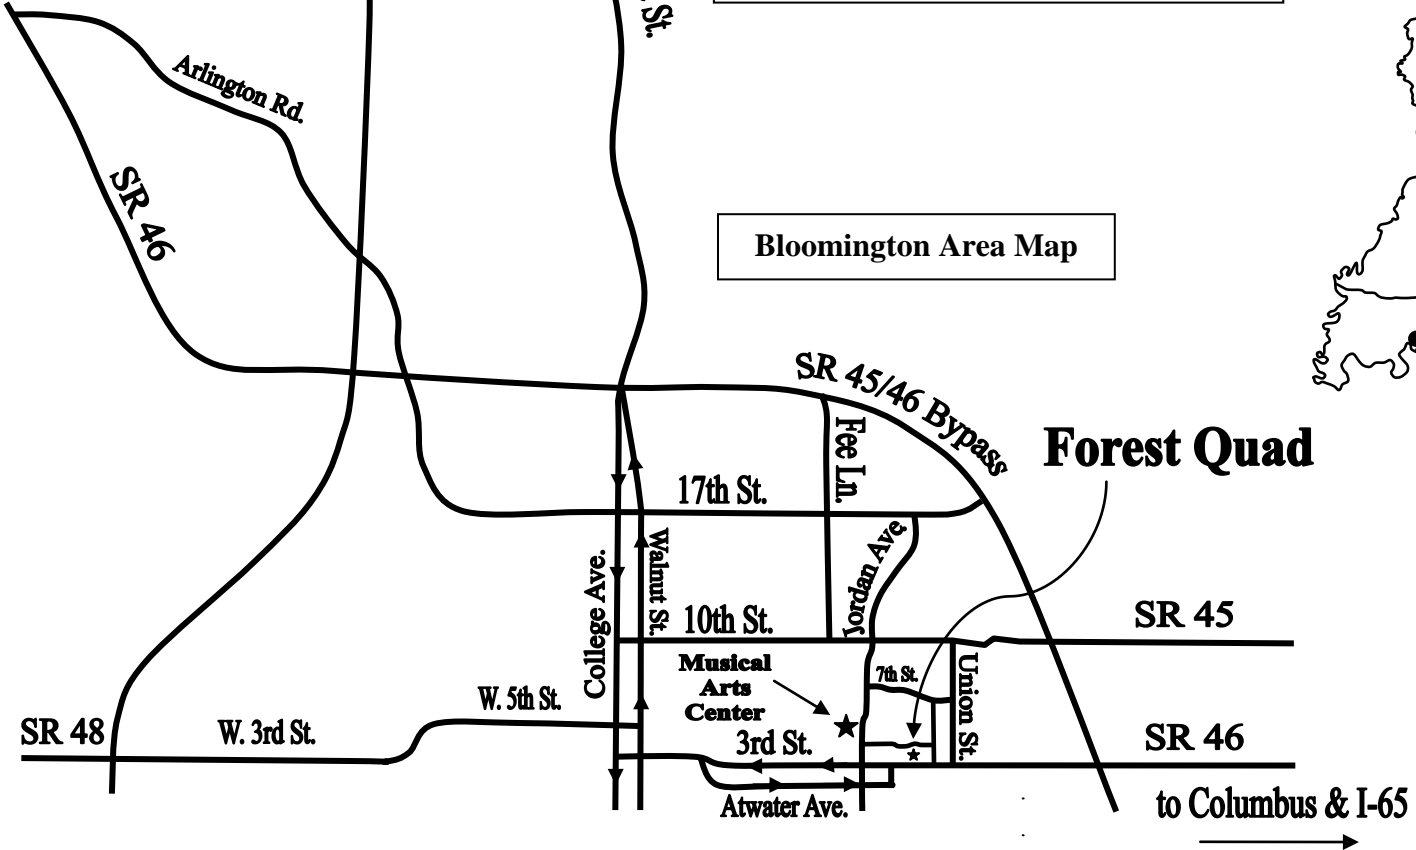 St.
Arlington Rd.
SR 46
Bloomington Area Map
SR 45/46 Bypass
Forest Quad
Fee Ln.
17th St.
Jordan Ave
College Ave.
Walnut St.
10th St.
SR 45
Musical
Arts
Center
7th St.
Union St.
W. 5th St.
SR 48
W. 3rd St.
3rd St.
SR 46
Atwater Ave.
to Columbus & I-65